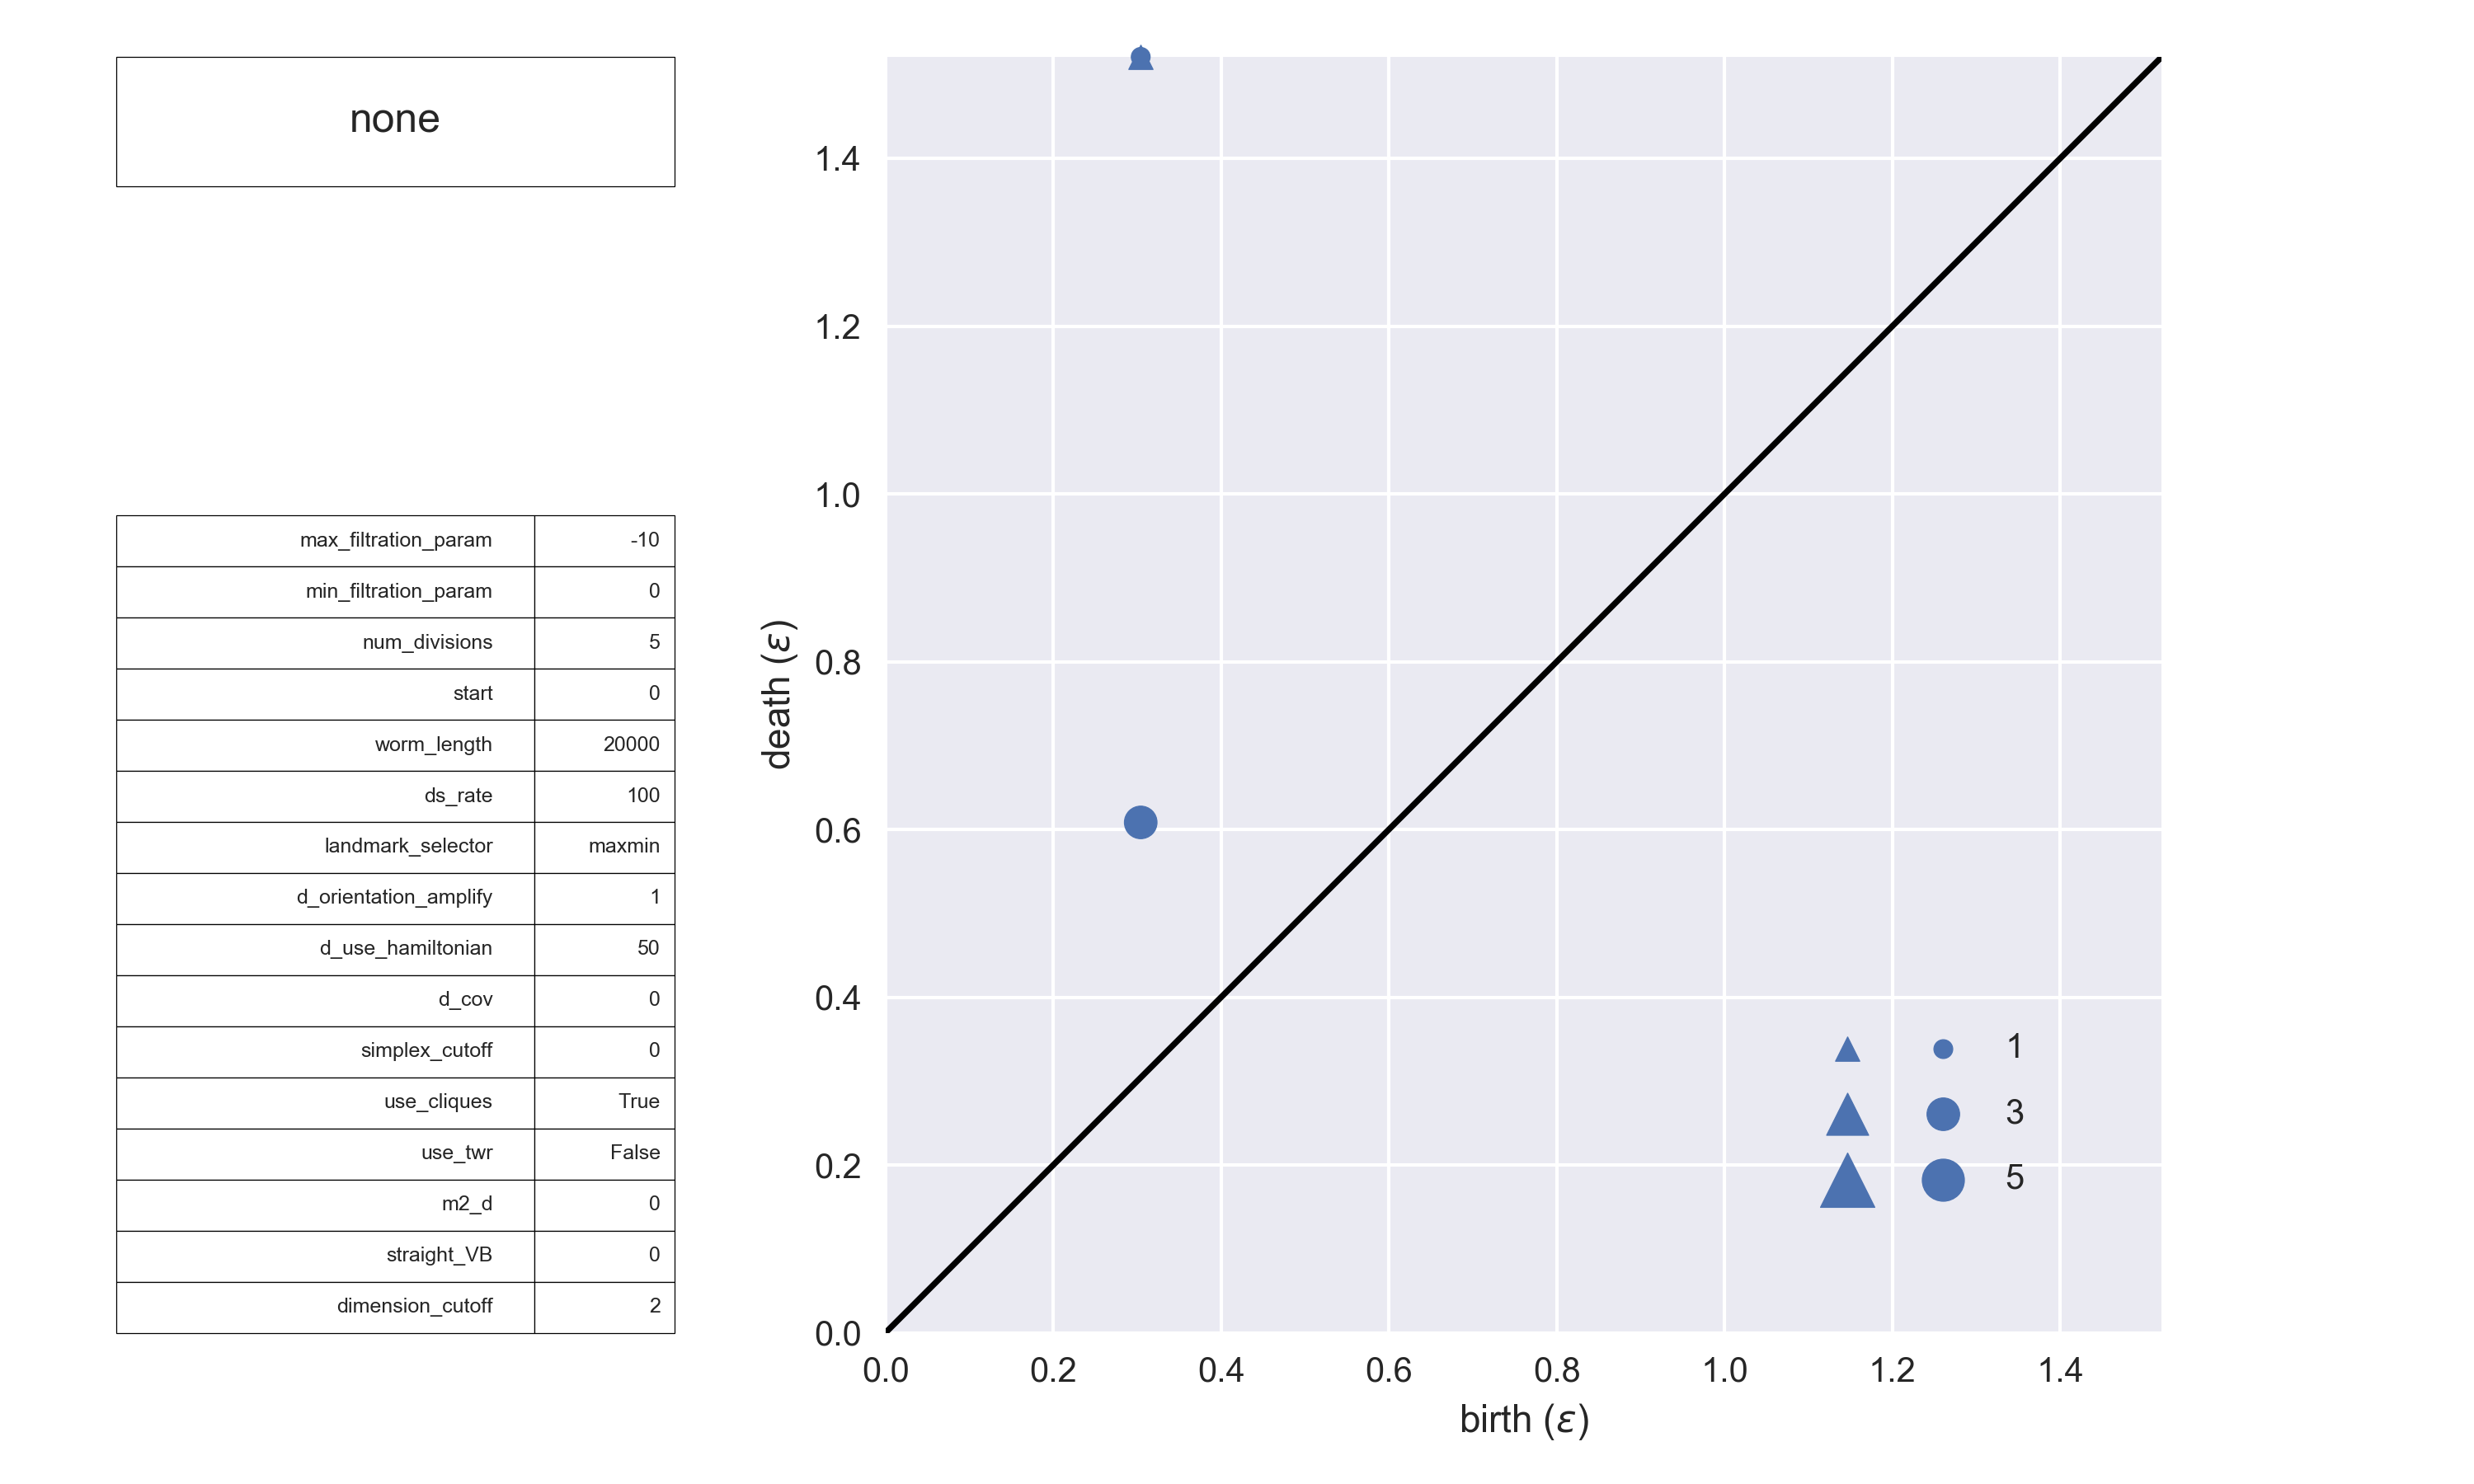 none
max_filtration_param -10
min_filtration_param 0
num_divisions 5
start 0
worm_length 20000
ds_rate 100
landmark_selector maxmin
d_orientation_amplify 1
d_use_hamiltonian 50
d_cov 0
simplex_cutoff 0
use_cliques True
use_twr False
m2_d 0
straight_VB 0
dimension_cutoff 2
death (ε)
1.4
1.2
1.0
0.8
0.6
0.4
0.2
0.0
1
3
5
0.0 0.2 0.4 0.6 0.8 1.0 1.2 1.4
birth (ε)